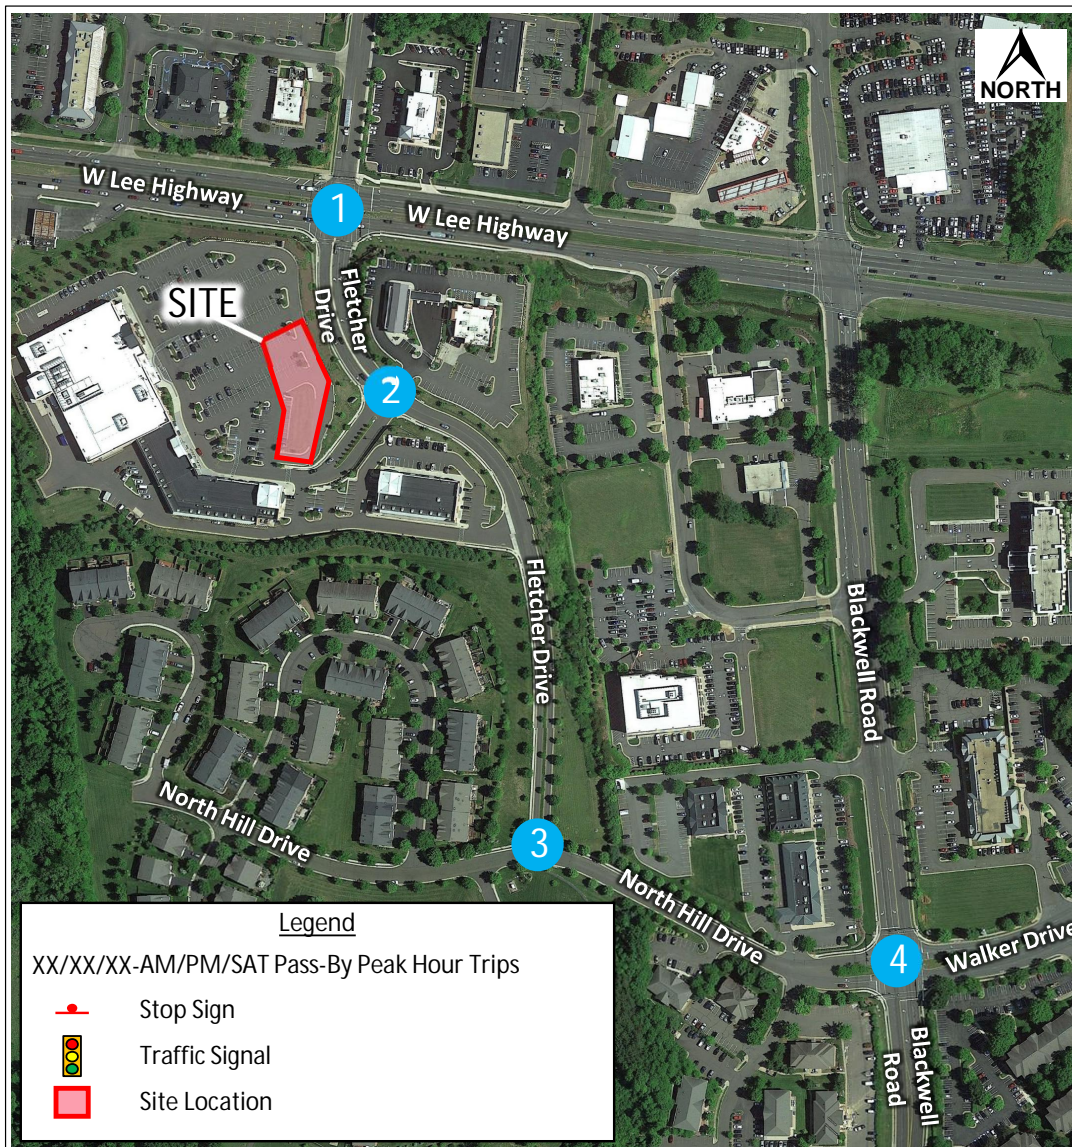 NORTH
W Lee Highway
1
W Lee Highway
Fletcher
Drive
SITE
2
Fletcher Drive
Blackwell Road
North Hill Drive
3
North Hill Drive
4
Walker Drive
Blackwell
Road
Legend
XX/XX/XX-AM/PM/SAT Pass-By Peak Hour Trips
Stop Sign
Traffic Signal
Site Location